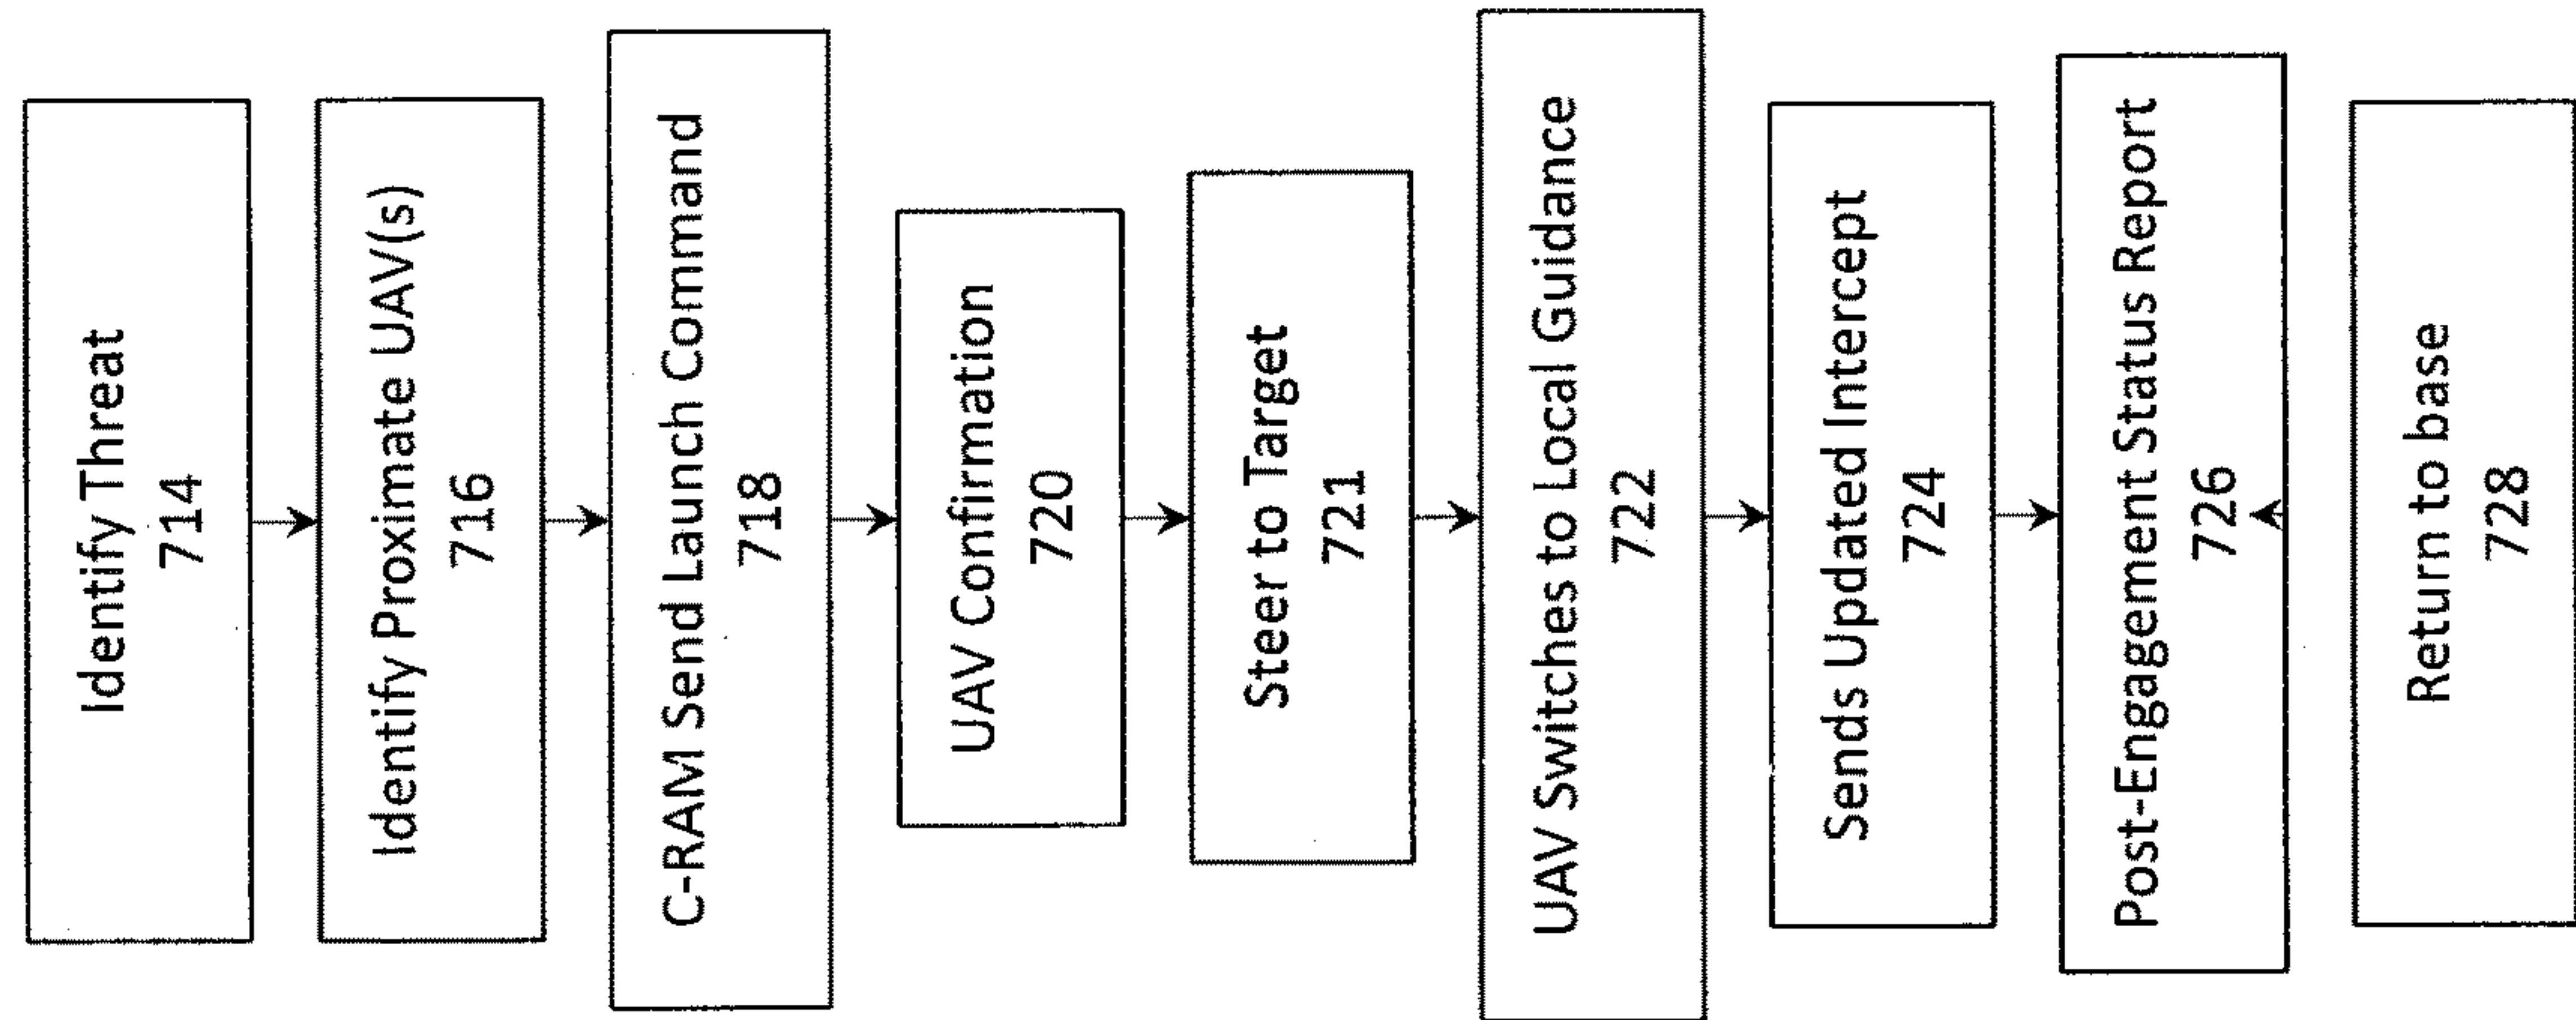 Identify Threat
714
Identify Proximate UAV(s)
716
C-RAM Send Launch Command
718
UAV Confirmation
720
Steer to Target
721
UAV Switches to Local Guidance
722
Sends Updated Intercept
724
Post-Engagement Status Report
726
Return to base
728